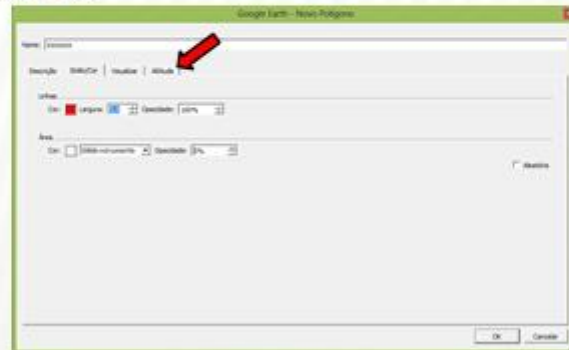 Google Earth - Novo Polígono
Nome:
Descrição Estilo/Cor Visualizar Altitude
Linhas
Cor: Largura: Opacidade: 100%
Área
Cor: Opacidade: 0%
Aleatória
OK Cancelar